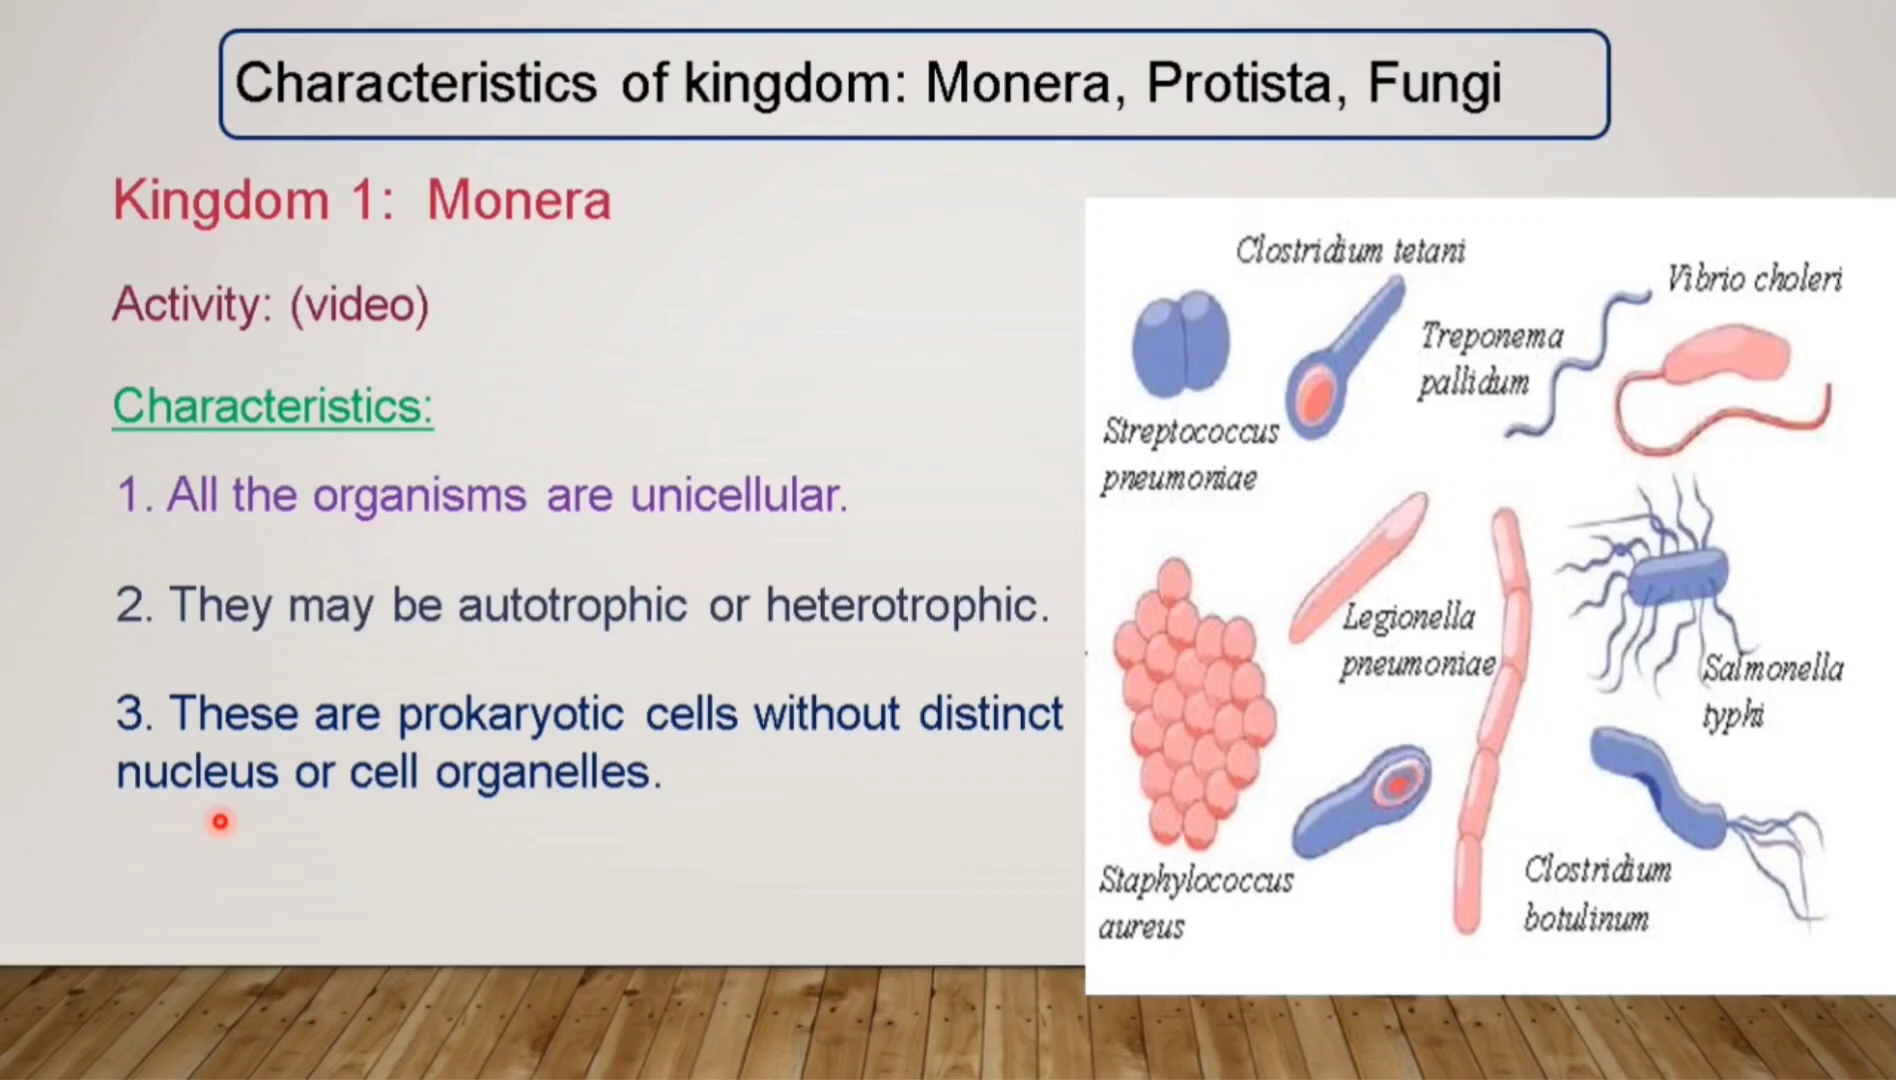 Characteristics of kingdom: Monera, Protista, Fungi
Kingdom 1: Monera
Activity: (video)
Characteristics:
1. All the organisms are unicellular.
2. They may be autotrophic or heterotrophic.
3. These are prokaryotic cells without distinct
nucleus or cell organelles.
Clostridium tetani
Vibrio choleri
Treponema
pallidum
Streptococcus
pneumoniae
Legionella
pneumoniae
Salmonella
typhi
Staphylococcus
aureus
Clostridium
botulinum